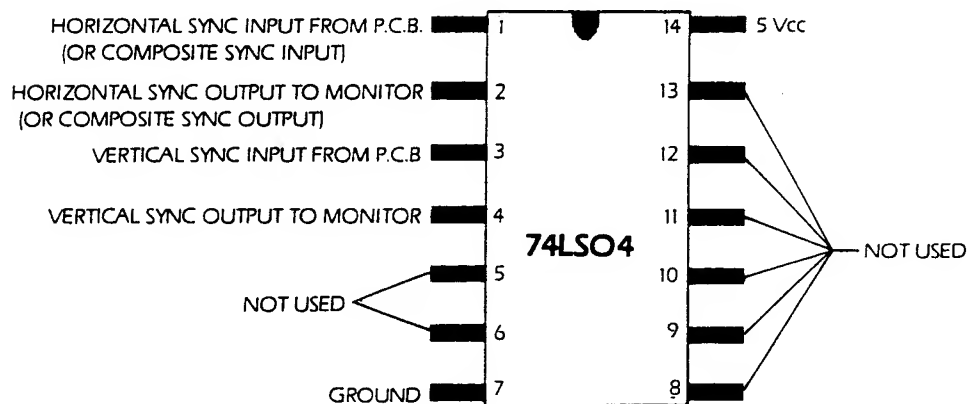 HORIZONTAL SYNC INPUT FROM P.C.B.
(OR COMPOSITE SYNC INPUT)
HORIZONTAL SYNC OUTPUT TO MONITOR
(OR COMPOSITE SYNC OUTPUT)
VERTICAL SYNC INPUT FROM P.C.B
VERTICAL SYNC OUTPUT TO MONITOR
NOT USED
GROUND
1
2
3
4
5
6
7
74LS04
14
13
12
11
10
9
8
5 Vcc
NOT USED